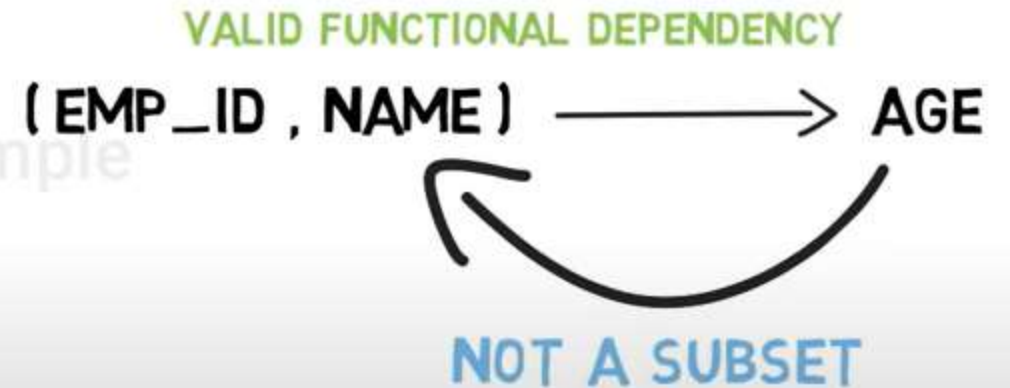 VALID FUNCTIONAL DEPENDENCY
(EMP_ID , NAME) AGE
NOT A SUBSET